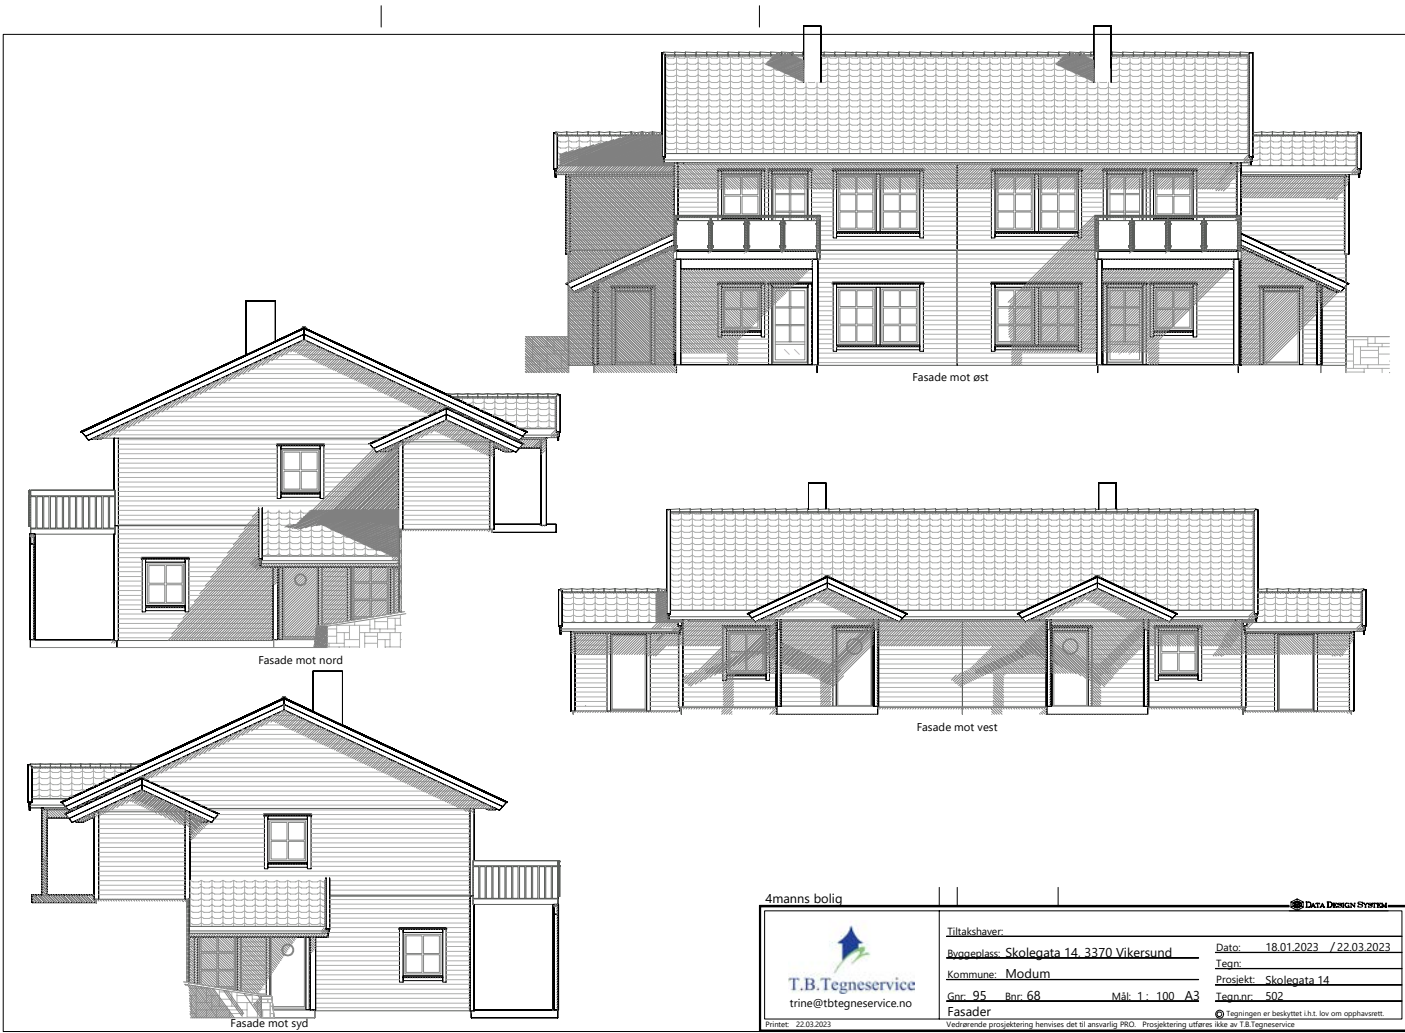 Fasade mot øst
Fasade mot nord
Fasade mot vest
Fasade mot syd
4manns bolig
DATA DESIGN SYSTEM
T.B.Tegneservice
trine@tbtegneservice.no
Tiltakshaver:
Byggeplass: Skolegata 14, 3370 Vikersund
Kommune: Modum
Gnr: 95 Bnr: 68 Mål: 1 : 100 A3
Fasader
Dato: 18.01.2023 / 22.03.2023
Tegn:
Prosjekt: Skolegata 14
Tegn.nr: 502
© Tegningen er beskyttet i.h.t. lov om opphavsrett.
Printet: 22.03.2023
Vedrørende prosjektering henvises det til ansvarlig PRO. Prosjektering utføres ikke av T.B.Tegneservice